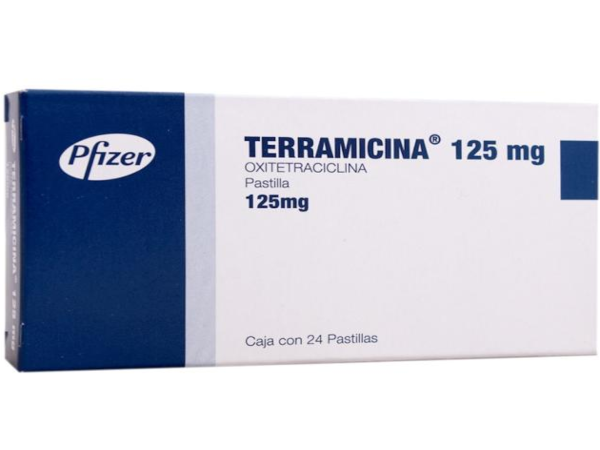 Pfizer
TERRAMICINA® 125 mg
OXITETRACICLINA
Pastilla
125mg
Caja con 24 Pastillas
TERRAMICINA® 125 mg